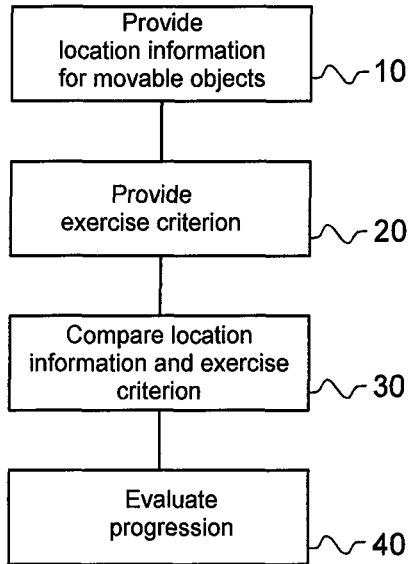 Provide
location information
for movable objects
10
Provide
exercise criterion
20
Compare location
information and exercise
criterion
30
Evaluate
progression
40